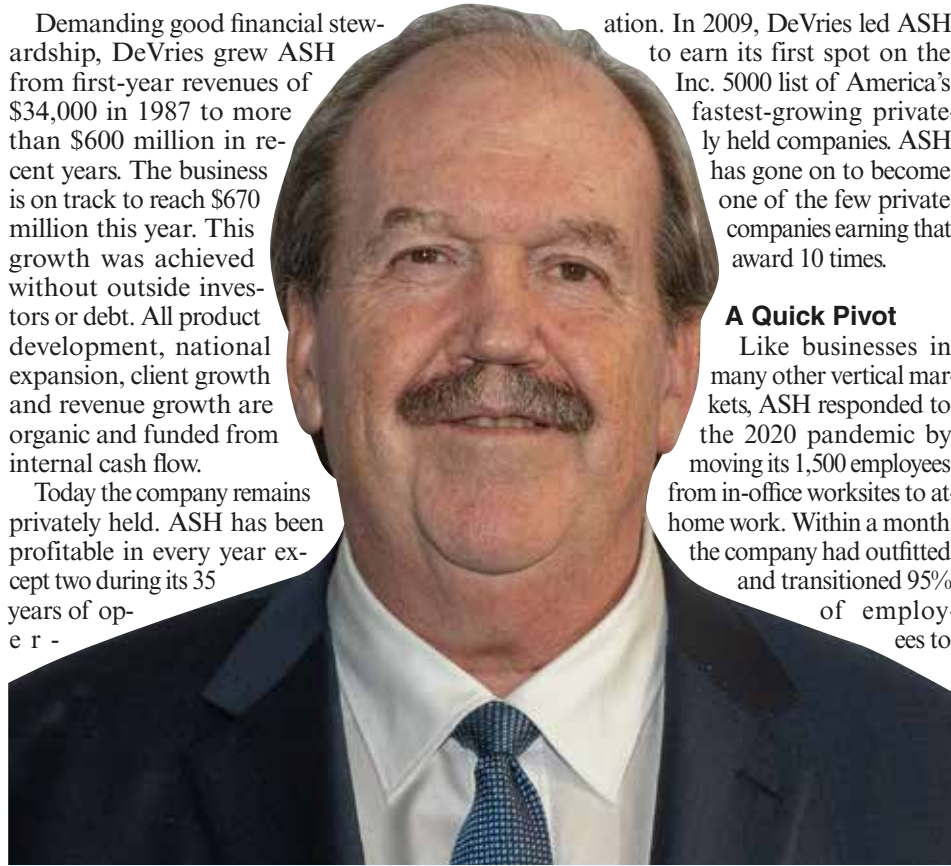 Demanding good financial stew-
ardship, DeVries grew ASH
from first-year revenues of
$34,000 in 1987 to more
than $600 million in re-
cent years. The business
is on track to reach $670
million this year. This
growth was achieved
without outside inves-
tors or debt. All product
development, national
expansion, client growth
and revenue growth are
organic and funded from
internal cash flow.
Today the company remains
privately held. ASH has been
profitable in every year ex-
cept two during its 35
years of op-
er-
ation. In 2009, DeVries led ASH
to earn its first spot on the
Inc. 5000 list of America’s
fastest-growing private-
ly held companies. ASH
has gone on to become
one of the few private
companies earning that
award 10 times.
A Quick Pivot
Like businesses in
many other vertical mar-
kets, ASH responded to
the 2020 pandemic by
moving its 1,500 employees
from in-office worksites to at-
home work. Within a month
the company had outfitted
and transitioned 95%
of employ-
ees to